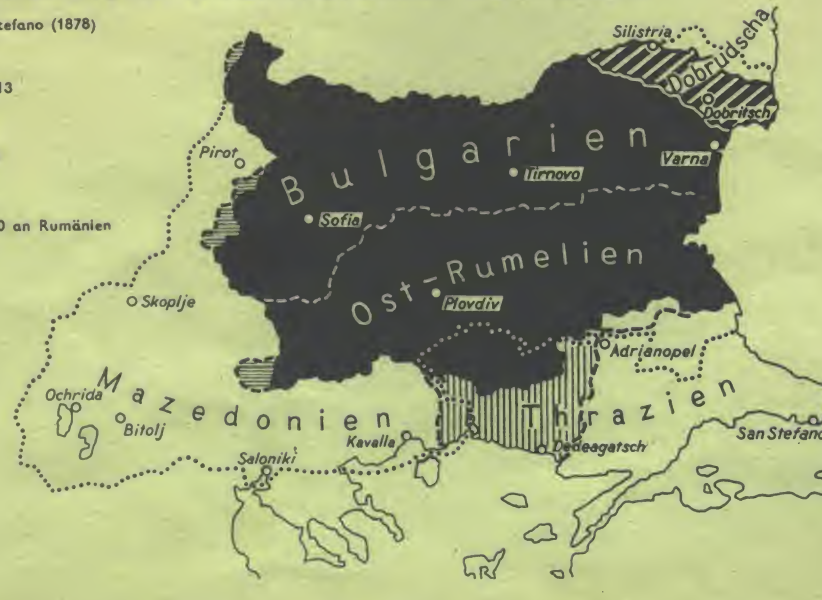 tefano (1878)
13
0 an Rumänien
Silistria
Dobrudscha
Dobritsch
Pirot
Bulgarien
Varna
Tirnovo
Sofia
Ost-Rumelien
Skoplje
Plovdiv
Adrianopel
Mazedonien
Thrazien
Ochrida
Bitolj
Kavalla
Dedeagatsch
San Stefano
Saloniki